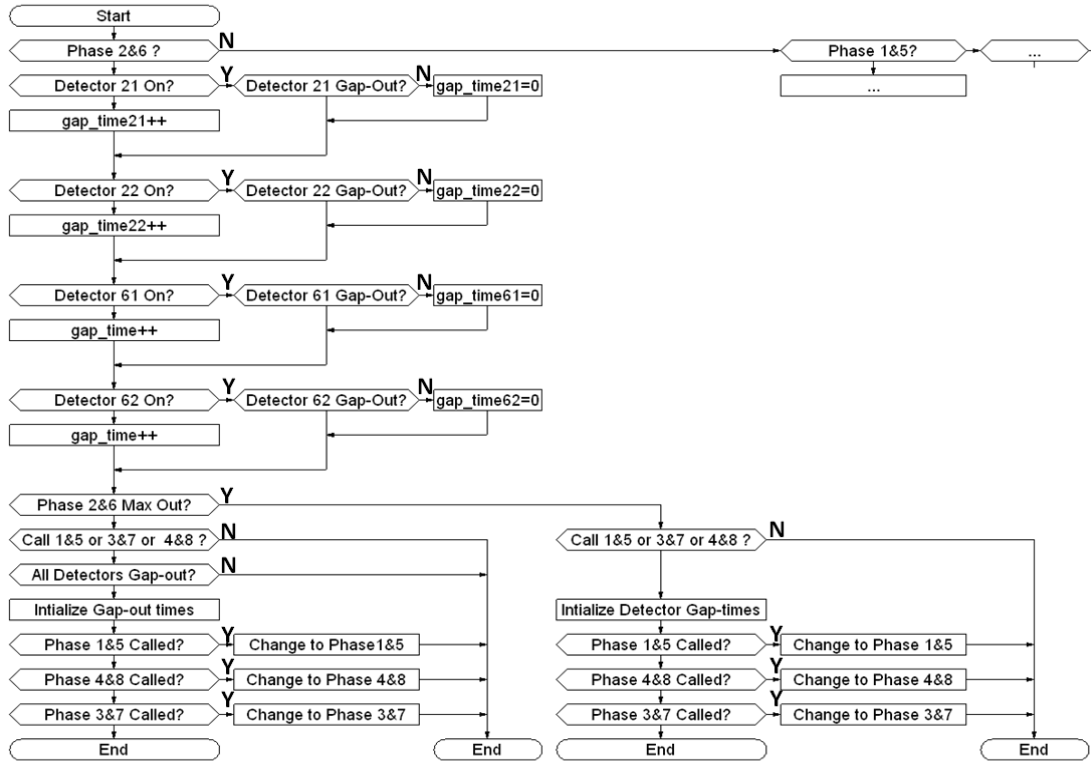 Start
Phase 2&6 ?
N
Phase 1&5?
...
Y
Detector 21 On?
Detector 21 Gap-Out?
N
gap_time21=0
...
gap_time21++
Detector 22 On?
Y
Detector 22 Gap-Out?
N
gap_time22=0
gap_time22++
Detector 61 On?
Y
Detector 61 Gap-Out?
N
gap_time61=0
gap_time++
Detector 62 On?
Y
Detector 62 Gap-Out?
N
gap_time62=0
gap_time++
Phase 2&6 Max Out?
Y
Call 1&5 or 3&7 or 4&8 ?
N
Call 1&5 or 3&7 or 4&8 ?
N
All Detectors Gap-out?
N
Intialize Gap-out times
Intialize Detector Gap-times
Phase 1&5 Called?
Y
Change to Phase1&5
Phase 1&5 Called?
Y
Change to Phase 1&5
Phase 4&8 Called?
Y
Change to Phase 4&8
Phase 4&8 Called?
Y
Change to Phase 4&8
Phase 3&7 Called?
Y
Change to Phase 3&7
Phase 3&7 Called?
Y
Change to Phase 3&7
End
End
End
End